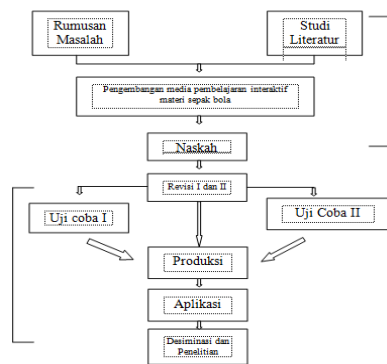 Rumusan
Masalah
Studi
Literatur
Pengembangan media pembelajaran interaktif
materi sepak bola
Naskah
Revisi I dan II
Uji coba I
Uji Coba II
Produksi
Aplikasi
Desiminasi dan
Penelitian